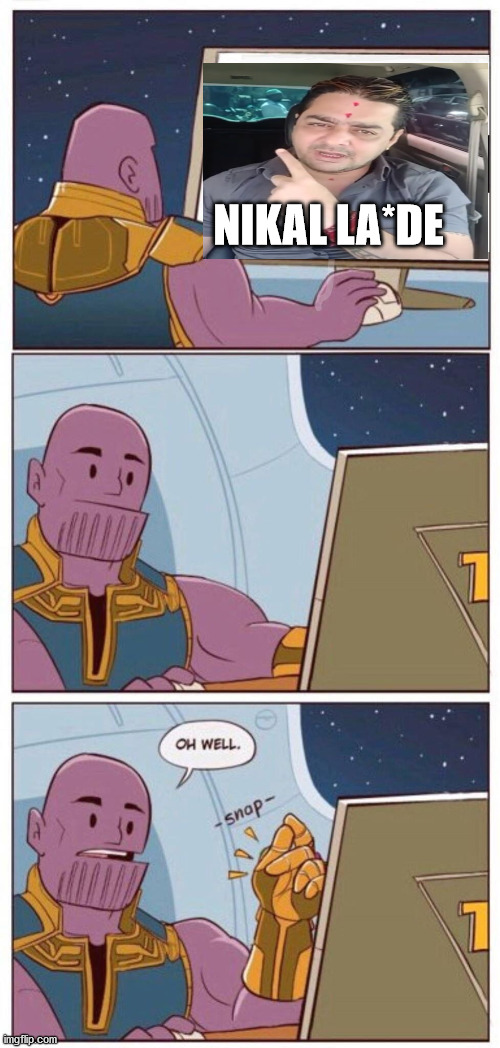 NIKAL LA*DE
T
OH WELL.
-snap-
T
imgflip.com